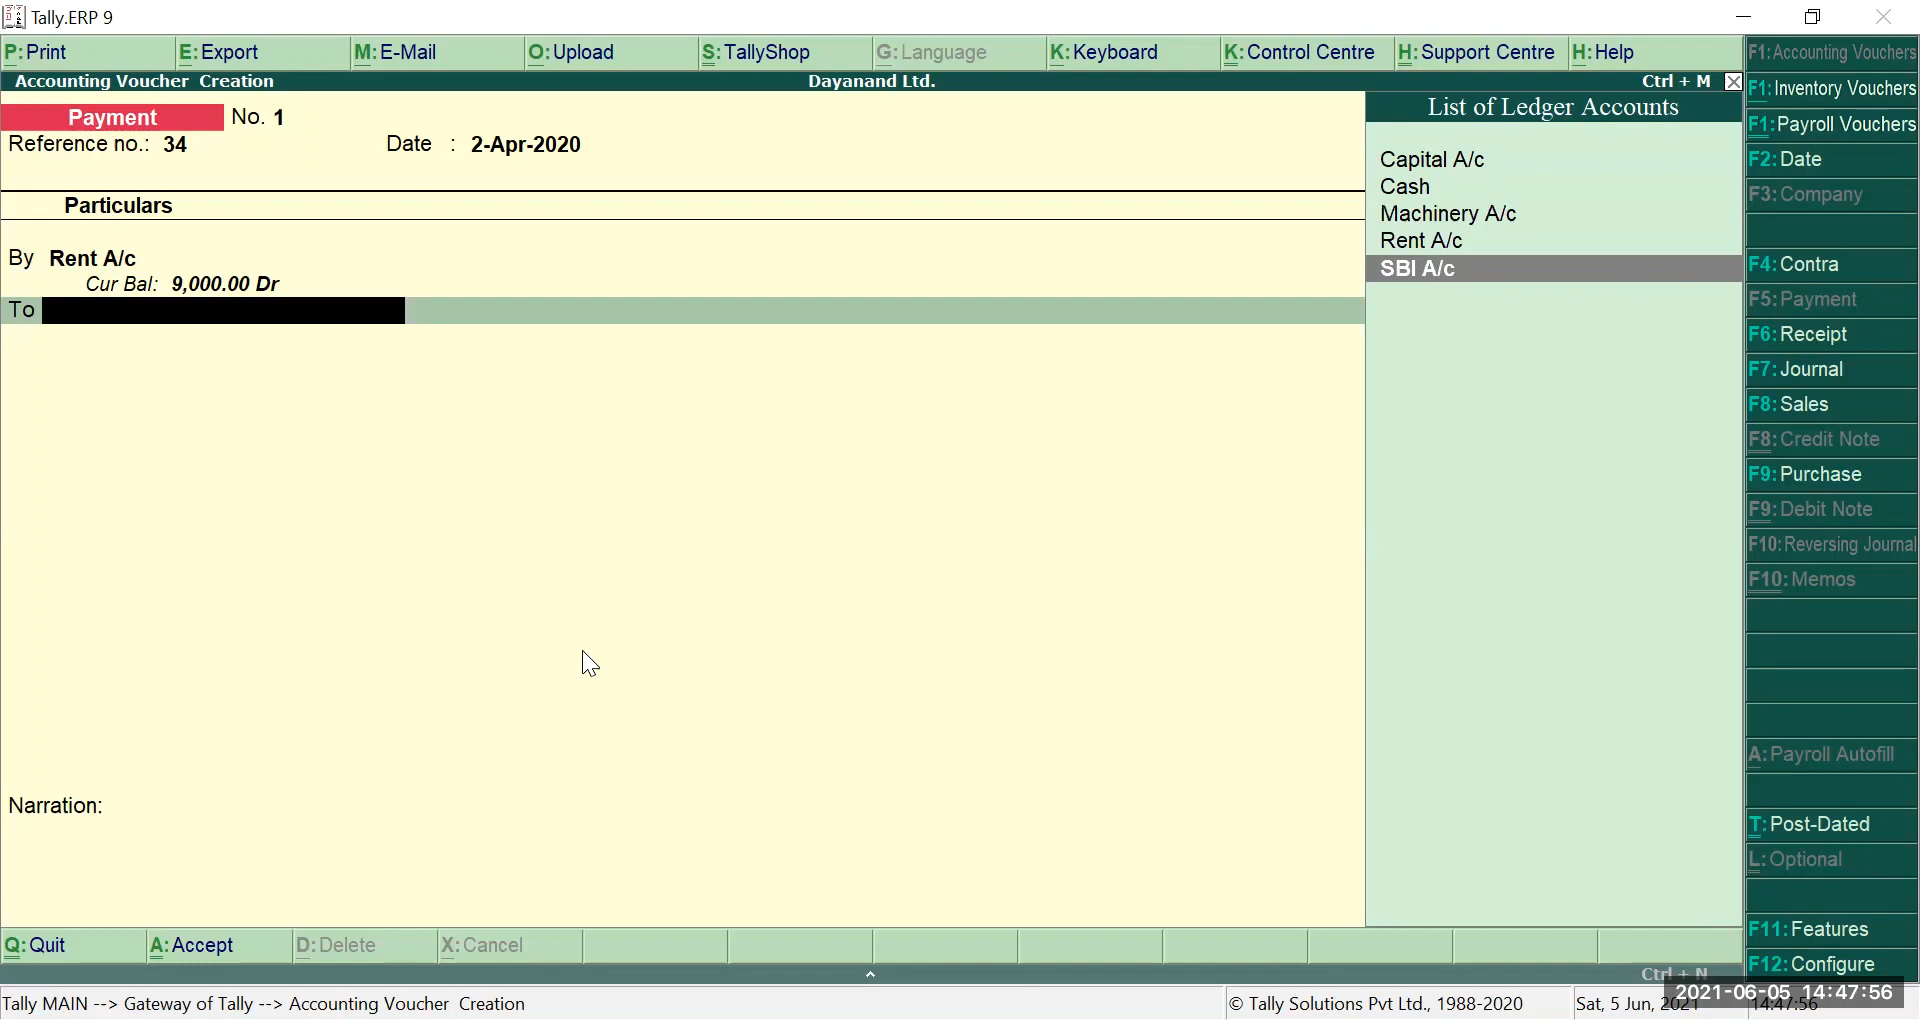 Tally.ERP 9
P: Print E: Export M: E-Mail O: Upload S: TallyShop G: Language K: Keyboard K: Control Centre H: Support Centre H: Help
Accounting Voucher Creation Dayanand Ltd. Ctrl + M
Payment No. 1
Reference no.: 34 Date : 2-Apr-2020
Particulars
By Rent A/c
Cur Bal: 9,000.00 Dr
To
Narration:
List of Ledger Accounts
Capital A/c
Cash
Machinery A/c
Rent A/c
SBI A/c
F1: Accounting Vouchers
F1: Inventory Vouchers
F1: Payroll Vouchers
F2: Date
F3: Company
F4: Contra
F5: Payment
F6: Receipt
F7: Journal
F8: Sales
F8: Credit Note
F9: Purchase
F9: Debit Note
F10: Reversing Journal
F10: Memos
A: Payroll Autofill
T: Post-Dated
L: Optional
F11: Features
F12: Configure
Q: Quit A: Accept D: Delete X: Cancel
Ctrl + N
2021-06-05 14:47:56
Tally MAIN --> Gateway of Tally --> Accounting Voucher Creation © Tally Solutions Pvt Ltd., 1988-2020 Sat, 5 Jun, 2021 14:47:56